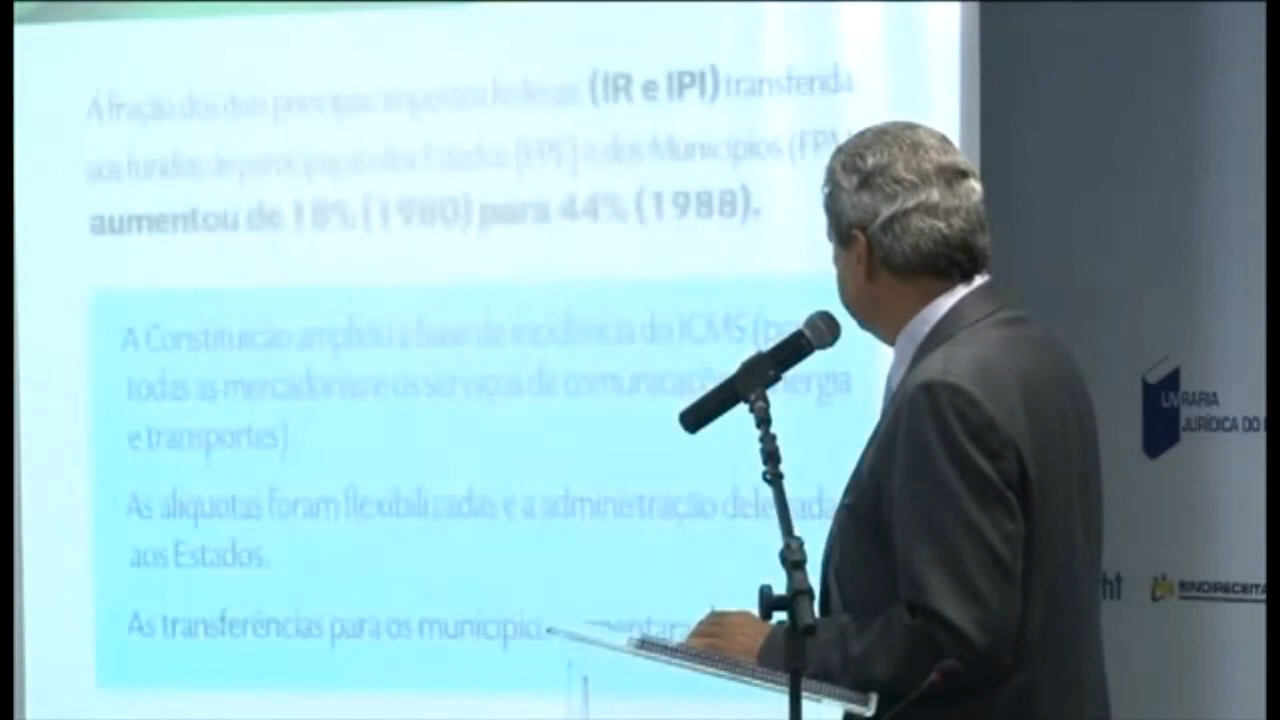 A fração dos dois principais impostos federais (IR e IPI) transferida
aos fundos de participação dos Estados (FPE) e dos Municípios (FPM
aumentou de 18% (1980) para 44% (1988).
A Constituição ampliou a base de incidência do ICMS
todas as mercadorias e os serviços de comunicação energia
e transportes)
As alíquotas foram flexibilizadas e a administração delegada
aos Estados.
As transferências para os município
LIVRARIA
JURÍDICA DO
ht
SINDIRECEITA